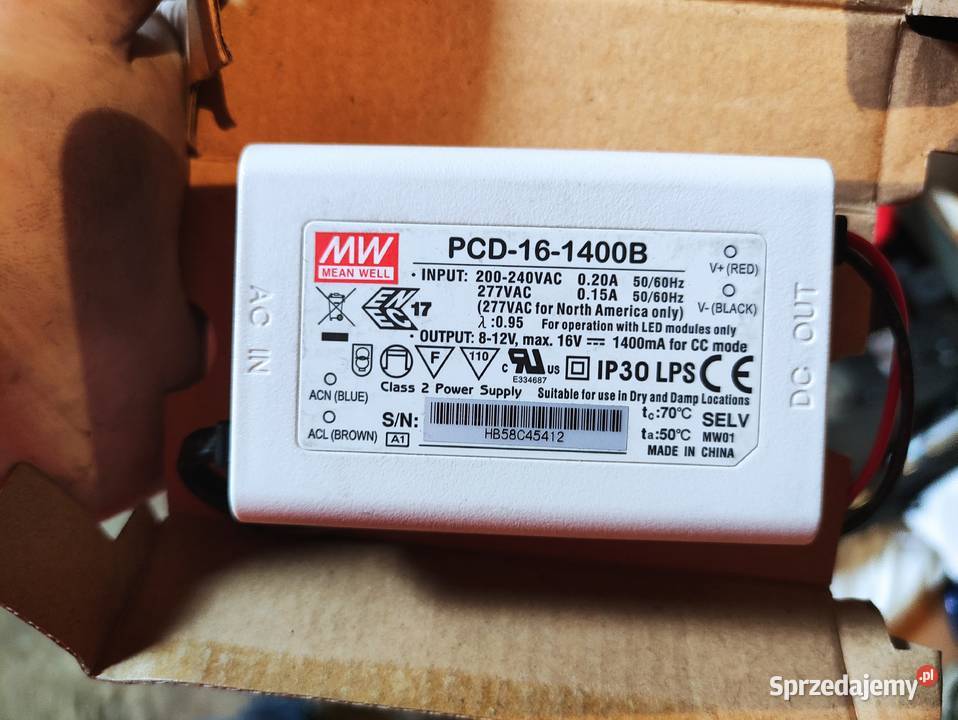 MW
MEAN WELL
PCD-16-1400B
INPUT: 200-240VAC 0.20A 50/60Hz
277VAC 0.15A 50/60Hz
(277VAC for North America only)
λ:0.95 For operation with LED modules only
OUTPUT: 8-12V, max. 16V ⎓ 1400mA for CC mode
ENEC 17
F
110
c RU US
E334687
IP30 LPS CE
Class 2 Power Supply
Suitable for use in Dry and Damp Locations
S/N:
A1
HB58C45412
tc:70℃ SELV
ta:50℃ MW01
MADE IN CHINA
V+(RED)
V-(BLACK)
ACN (BLUE)
ACL (BROWN)
AC IN
DC OUT
Sprzedajemy.pl